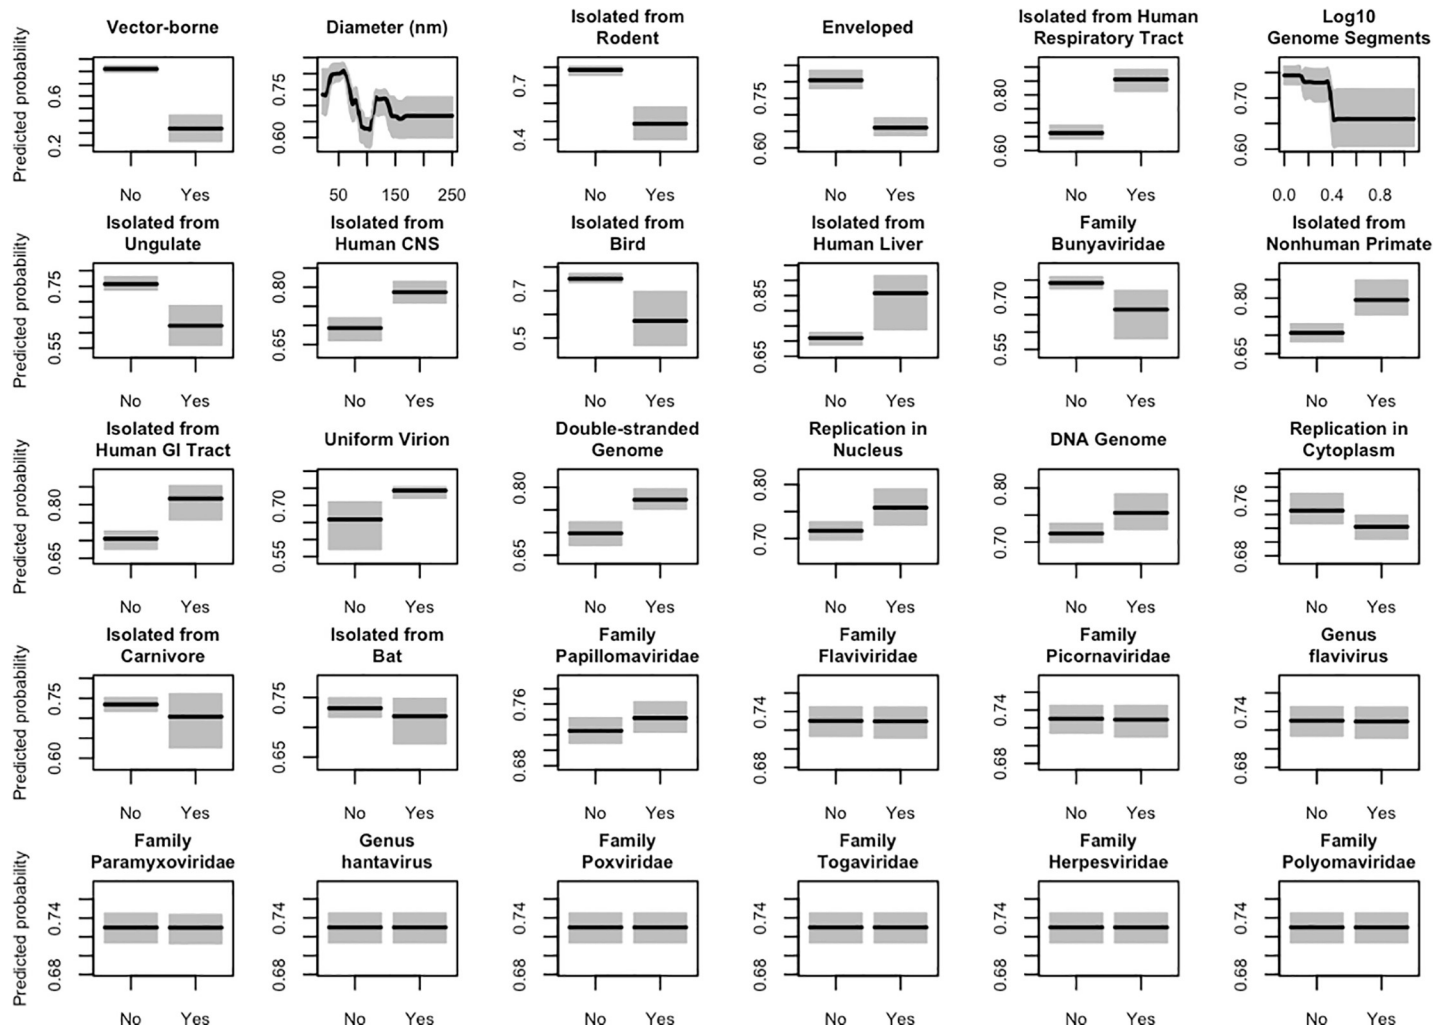 Vector-borne
Predicted probability
0.2 0.6
No Yes
Diameter (nm)
0.60 0.75
50 150 250
Isolated from
Rodent
0.4 0.7
No Yes
Enveloped
0.60 0.75
No Yes
Isolated from Human
Respiratory Tract
0.60 0.80
No Yes
Log10
Genome Segments
0.60 0.70
0.0 0.4 0.8
Isolated from
Ungulate
Predicted probability
0.55 0.75
No Yes
Isolated from
Human CNS
0.65 0.80
No Yes
Isolated from
Bird
0.5 0.7
No Yes
Isolated from
Human Liver
0.65 0.85
No Yes
Family
Bunyaviridae
0.55 0.70
No Yes
Isolated from
Nonhuman Primate
0.65 0.80
No Yes
Isolated from
Human GI Tract
Predicted probability
0.65 0.80
No Yes
Uniform Virion
0.55 0.70
No Yes
Double-stranded
Genome
0.65 0.80
No Yes
Replication in
Nucleus
0.70 0.80
No Yes
DNA Genome
0.70 0.80
No Yes
Replication in
Cytoplasm
0.68 0.76
No Yes
Isolated from
Carnivore
Predicted probability
0.60 0.75
No Yes
Isolated from
Bat
0.65 0.75
No Yes
Family
Papillomaviridae
0.68 0.76
No Yes
Family
Flaviviridae
0.68 0.74
No Yes
Family
Picornaviridae
0.68 0.74
No Yes
Genus
flavivirus
0.68 0.74
No Yes
Family
Paramyxoviridae
Predicted probability
0.68 0.74
No Yes
Genus
hantavirus
0.68 0.74
No Yes
Family
Poxviridae
0.68 0.74
No Yes
Family
Togaviridae
0.68 0.74
No Yes
Family
Herpesviridae
0.68 0.74
No Yes
Family
Polyomaviridae
0.68 0.74
No Yes